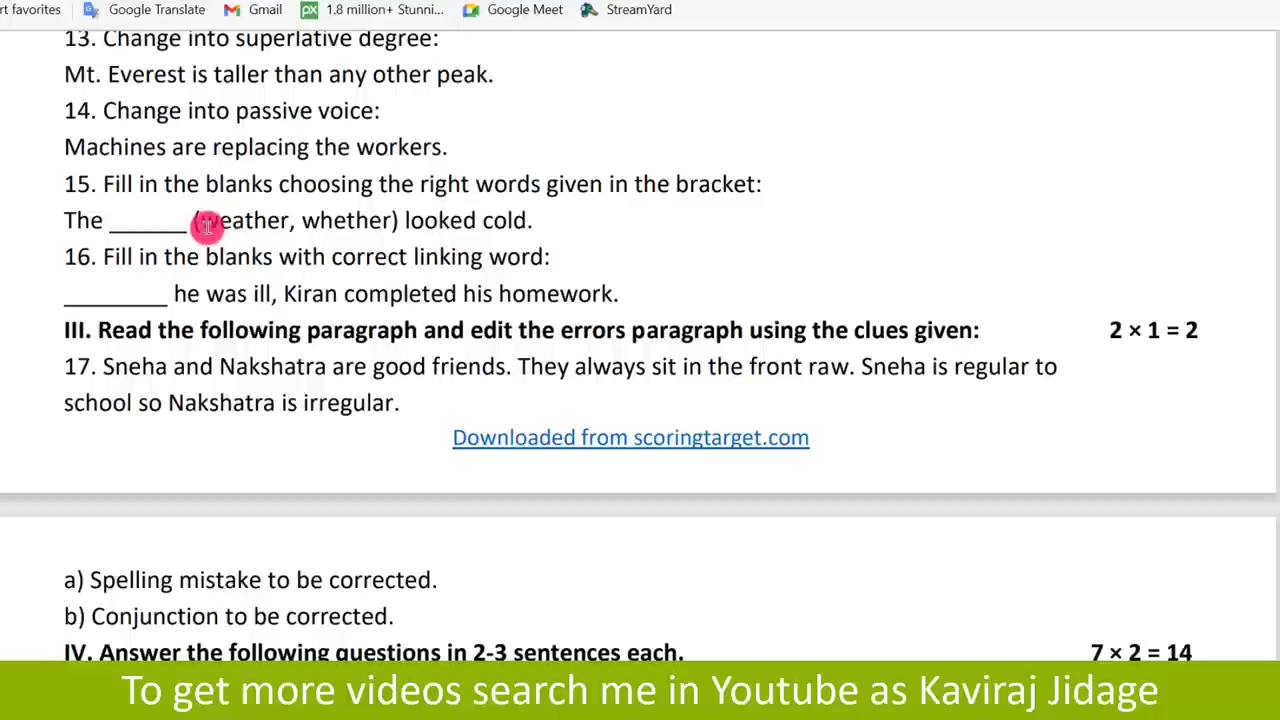 rt favorites Google Translate Gmail 1.8 million+ Stunni... Google Meet StreamYard
13. Change into superlative degree:
Mt. Everest is taller than any other peak.
14. Change into passive voice:
Machines are replacing the workers.
15. Fill in the blanks choosing the right words given in the bracket:
The ______ (weather, whether) looked cold.
16. Fill in the blanks with correct linking word:
________ he was ill, Kiran completed his homework.
III. Read the following paragraph and edit the errors paragraph using the clues given: 2 × 1 = 2
17. Sneha and Nakshatra are good friends. They always sit in the front raw. Sneha is regular to
school so Nakshatra is irregular.
Downloaded from scoringtarget.com
a) Spelling mistake to be corrected.
b) Conjunction to be corrected.
IV. Answer the following questions in 2-3 sentences each. 7 × 2 = 14
To get more videos search me in Youtube as Kaviraj Jidage